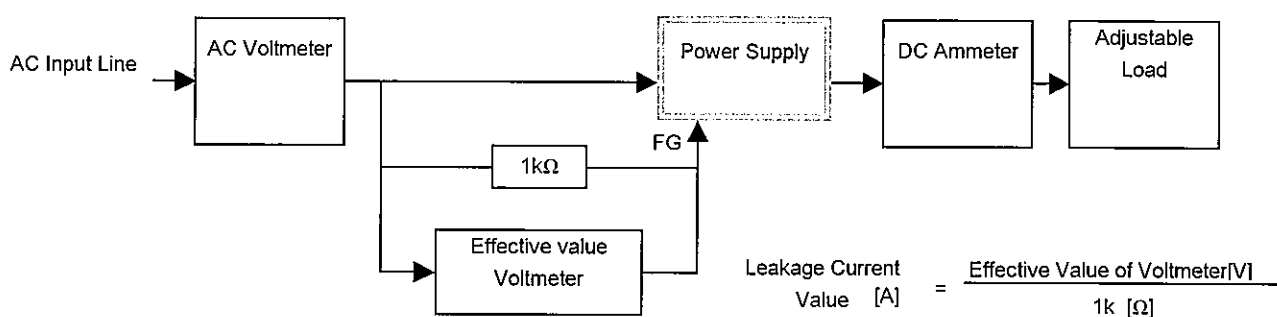 AC Input Line
AC Voltmeter
Power Supply
DC Ammeter
Adjustable
Load
FG
1kΩ
Effective value
Voltmeter
Leakage Current
Value [A]
=
Effective Value of Voltmeter[V]
1k [Ω]